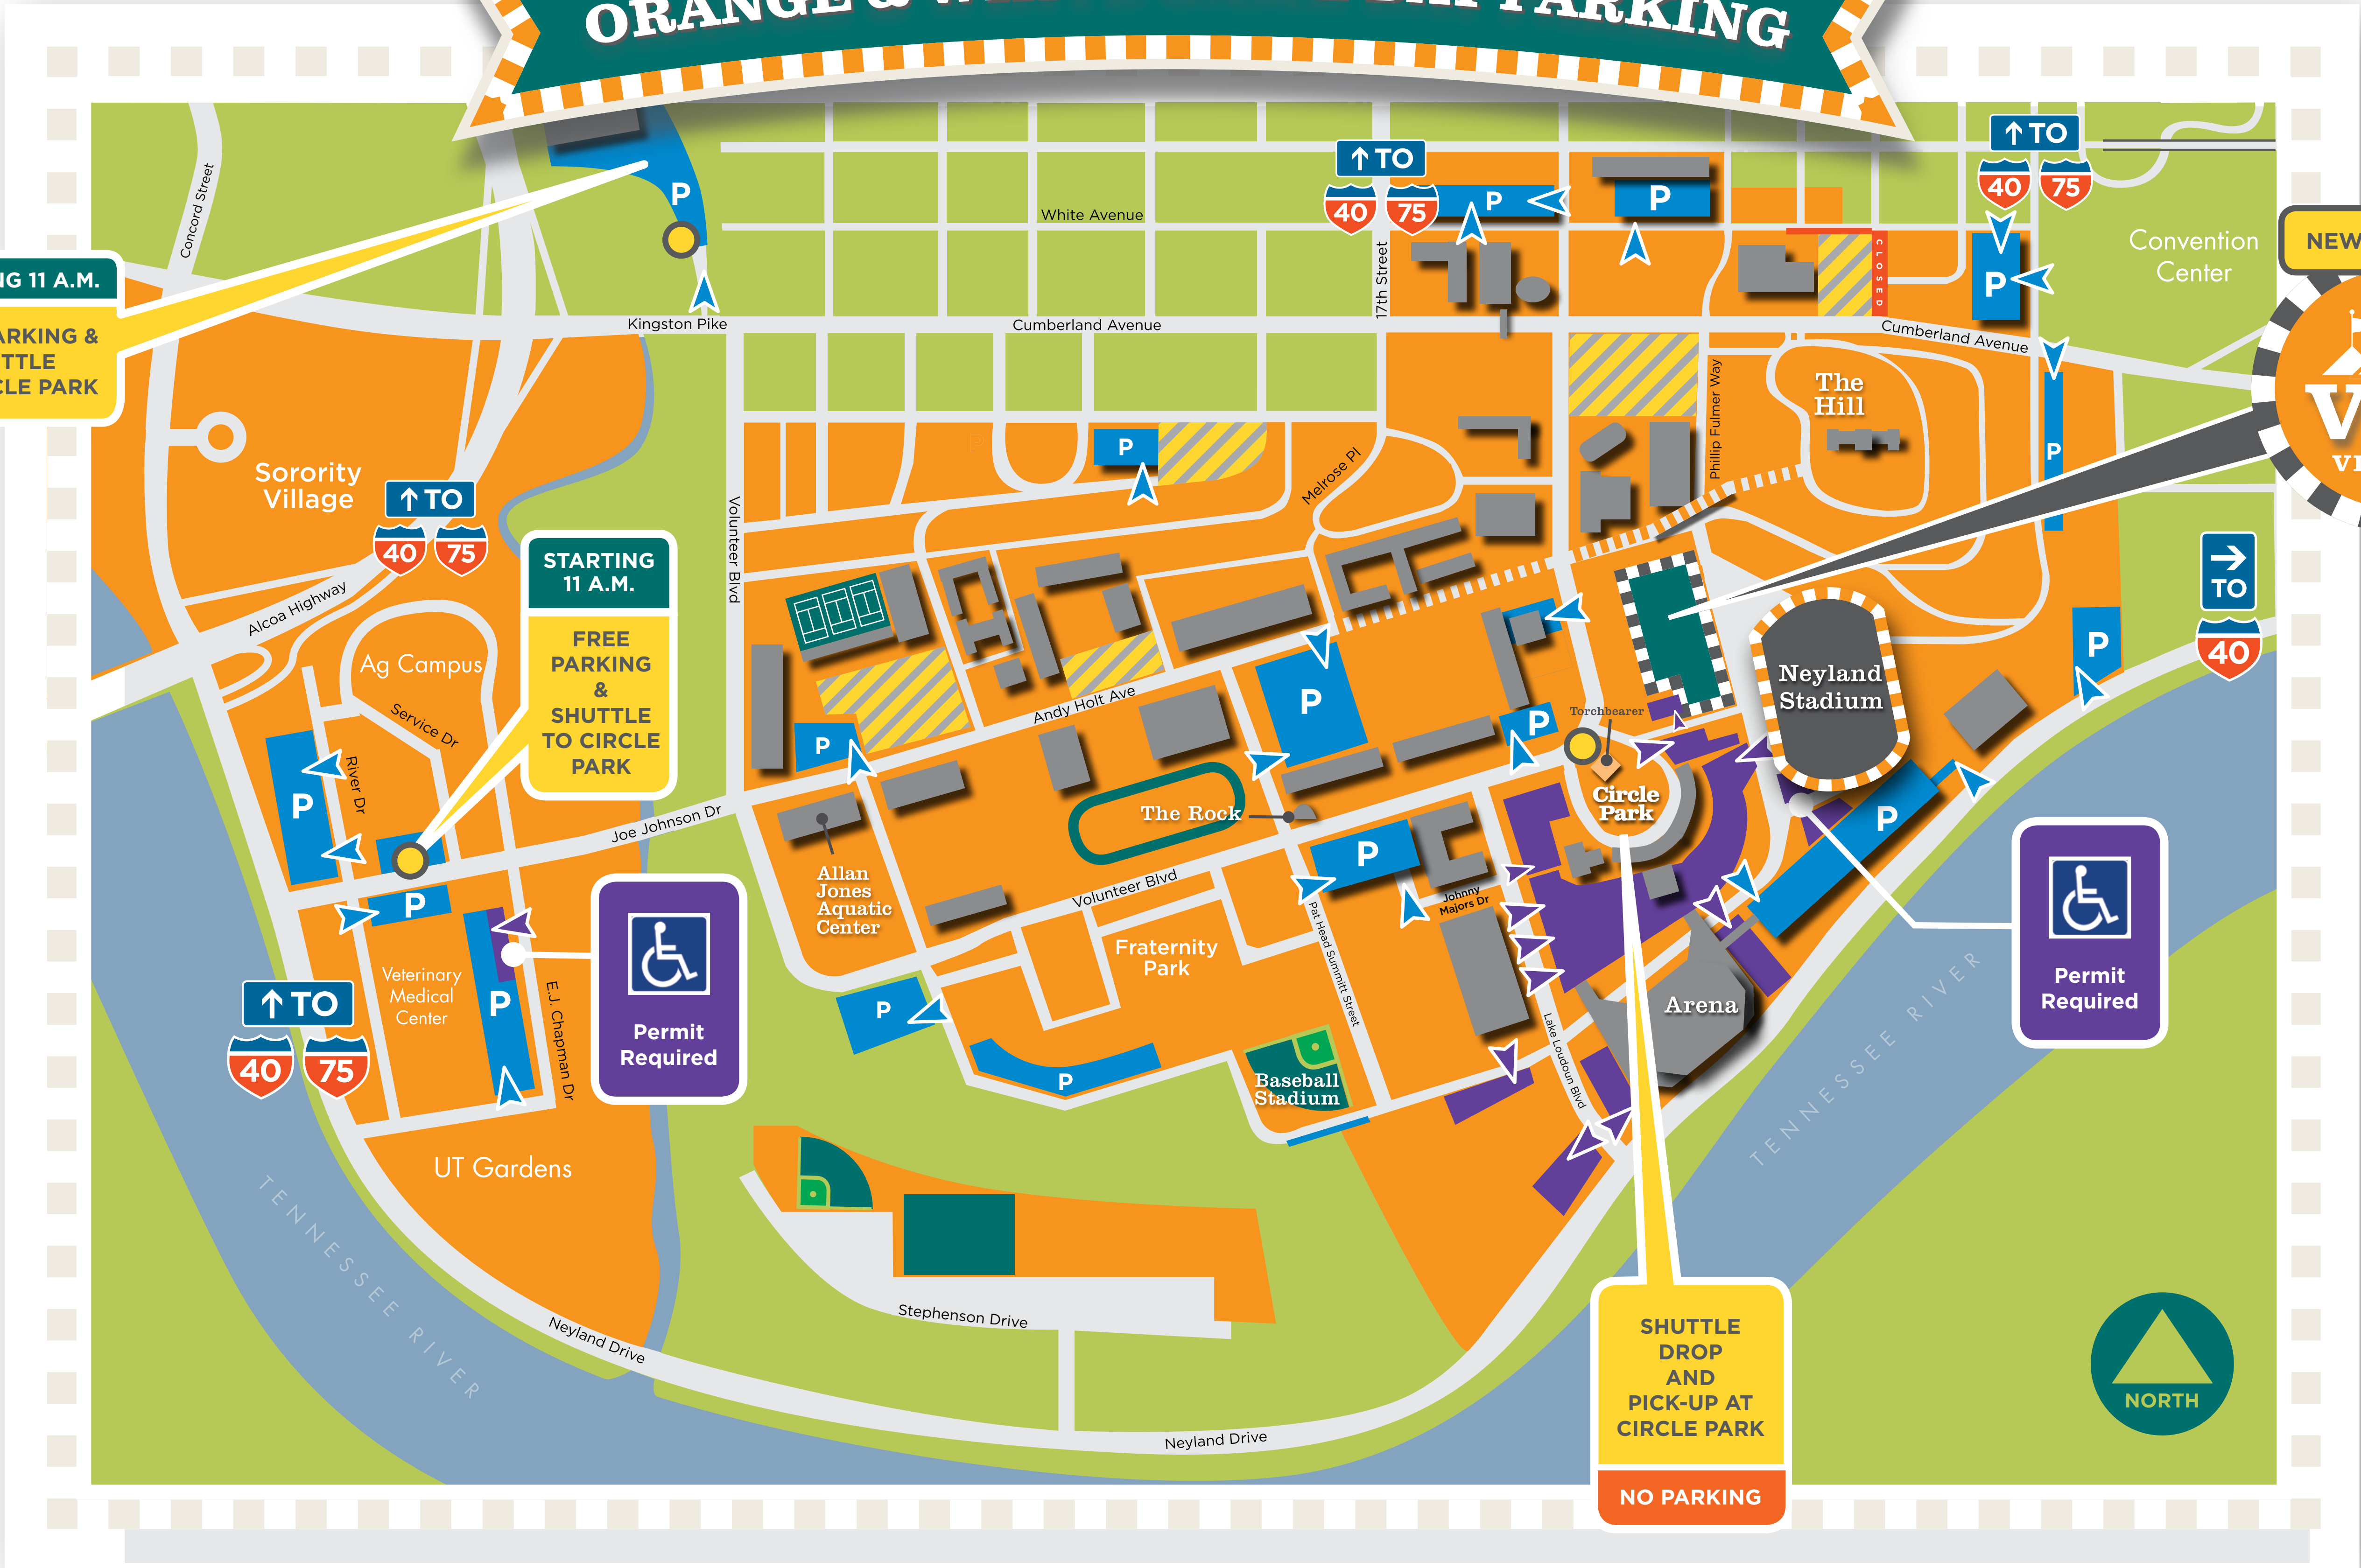 ORANGE &
PARKING
↑ TO
40 75
↑ TO
40 75
P
P
P
P
Concord Street
White Avenue
17th Street
CLOSED
Convention
Center
NEW
NG 11 A.M.
ARKING &
TTLE
CLE PARK
Kingston Pike
Cumberland Avenue
Cumberland Avenue
The
Hill
Phillip Fulmer Way
P
P
Melrose Pl
Sorority
Village
↑ TO
40 75
Volunteer Blvd
STARTING
11 A.M.
FREE
PARKING
&
SHUTTLE
TO CIRCLE
PARK
→
TO
40
Alcoa Highway
Ag Campus
Service Dr
River Dr
P
P
P
P
P
Andy Holt Ave
Torchbearer
Neyland
Stadium
Circle
Park
P
The Rock
Joe Johnson Dr
Allan
Jones
Aquatic
Center
P
Volunteer Blvd
Johnny
Majors Dr
Pat Head Summitt Street
P
Permit
Required
Veterinary
Medical
Center
P
E.J. Chapman Dr
Permit
Required
Fraternity
Park
P
P
Arena
Lake Loudoun Blvd
Baseball
Stadium
↑ TO
40 75
UT Gardens
TENNESSEE RIVER
TENNESSEE RIVER
Stephenson Drive
Neyland Drive
Neyland Drive
SHUTTLE
DROP
AND
PICK-UP AT
CIRCLE PARK
NO PARKING
NORTH